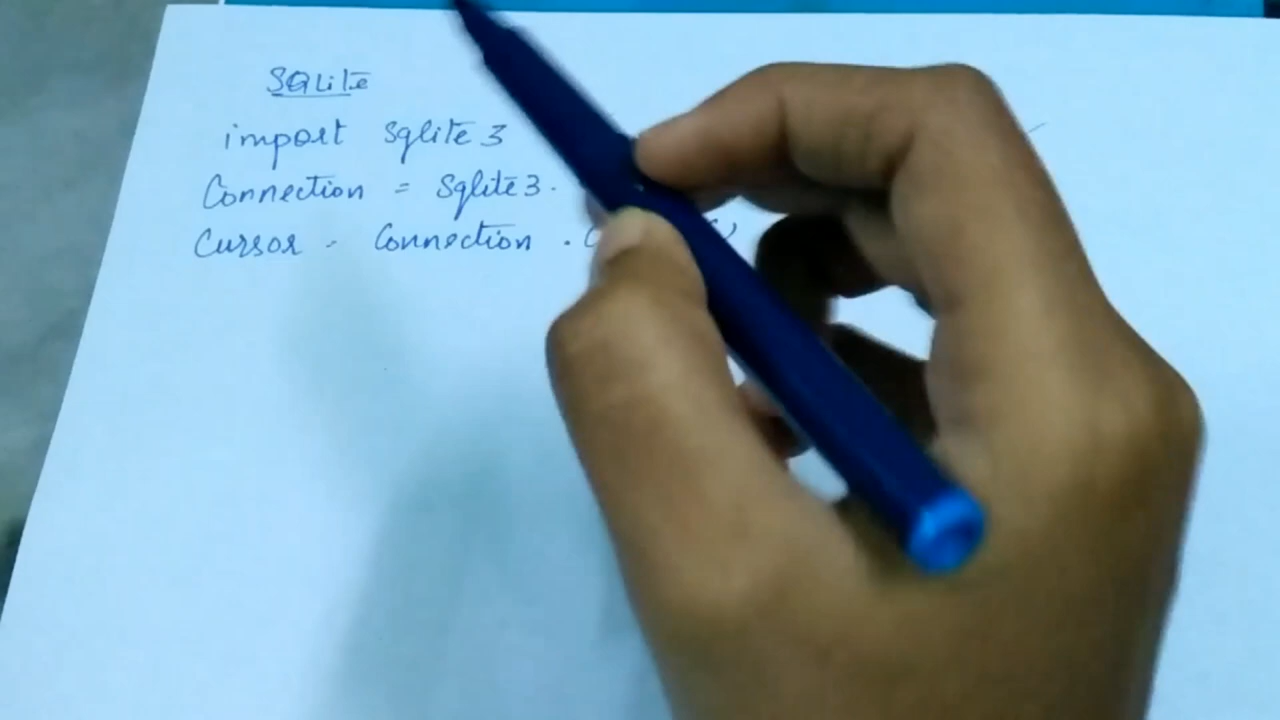 SQLite
import Sqlite3
Connection = Sqlite3.
Cursor - Connection .